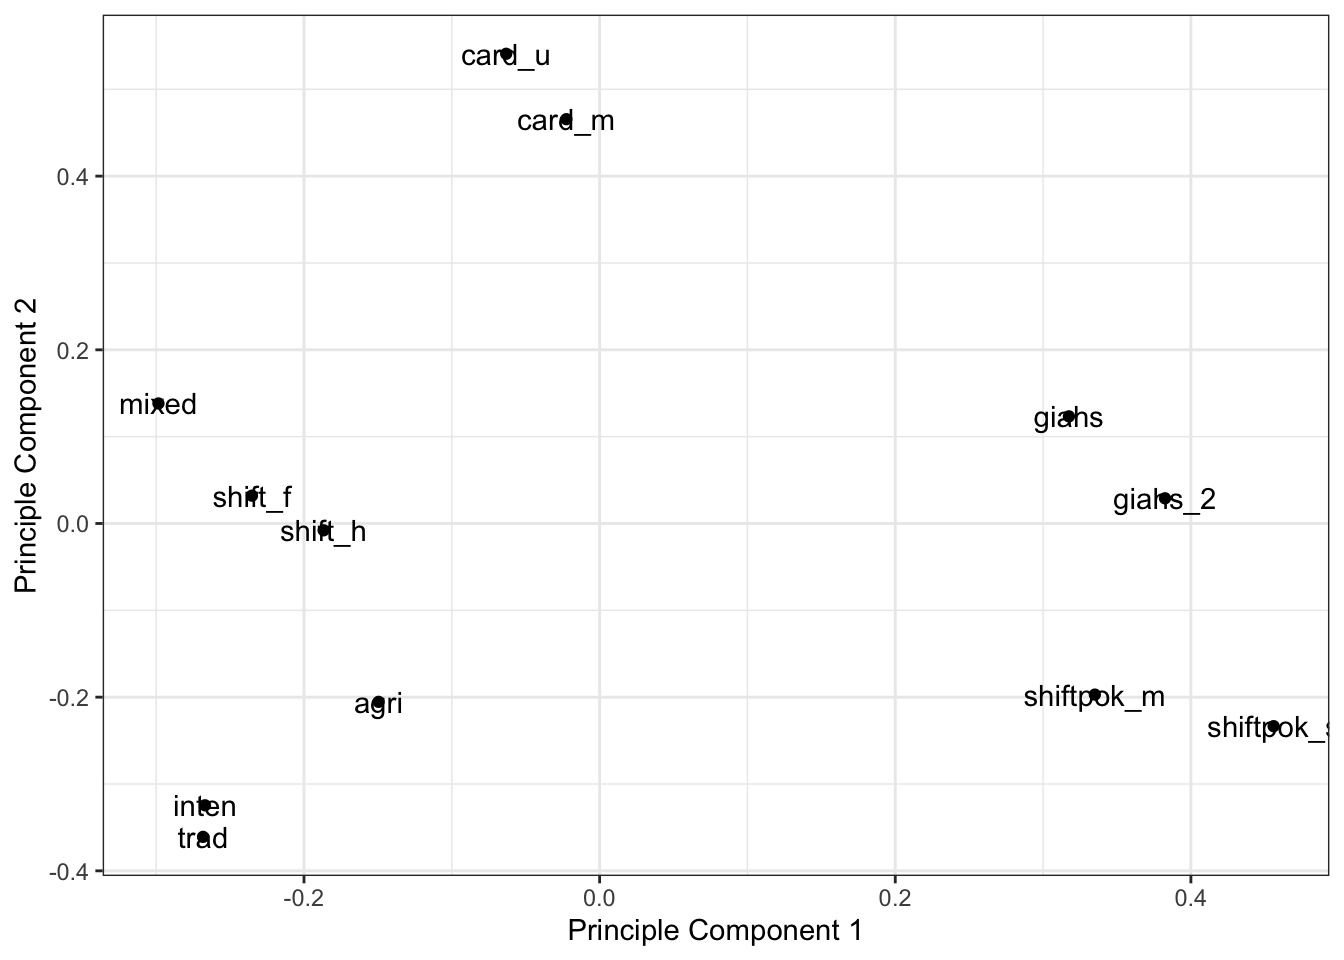 card_u
card_m
0.4
0.2
mixed
giahs
shift_f
giahs_2
0.0
shift_h
Principle Component 2
-0.2
agri
shiftpok_m
shiftpok_s
inten
trad
-0.4
-0.2
0.0
0.2
0.4
Principle Component 1